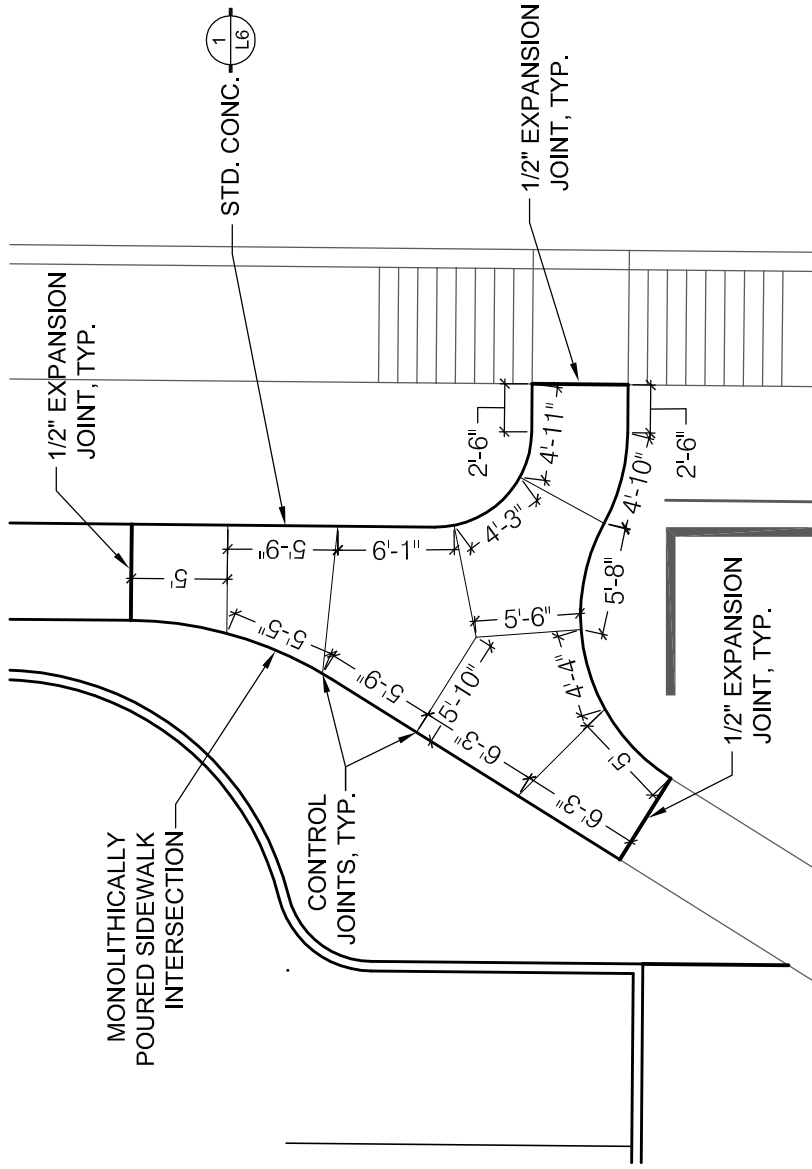 MONOLITHICALLY
POURED SIDEWALK
INTERSECTION
1/2" EXPANSION
JOINT, TYP.
STD. CONC.
1
L6
CONTROL
JOINTS, TYP.
1/2" EXPANSION
JOINT, TYP.
1/2" EXPANSION
JOINT, TYP.
5'
5'-9"
6'-1"
5'-5"
5'-9"
6'-3"
6'-3"
5'-10"
5'-6"
4'-3"
4'-11"
2'-6"
2'-6"
4'-10"
5'-8"
4'-4"
5'